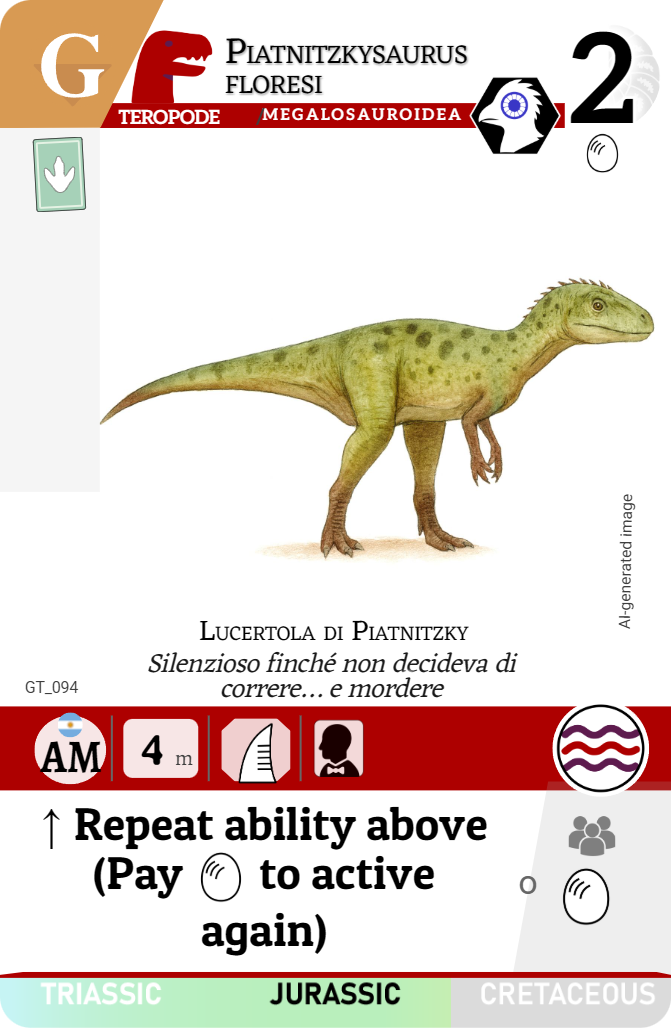 G
PIATNITZKYSAURUS
FLORESI
2
TEROPODE
MEGALOSAUROIDEA
AI-generated image
LUCERTOLA DI PIATNITZKY
Silenzioso finché non decideva di
correre... e mordere
GT_094
AM
4 m
↑ Repeat ability above
(Pay to active
again)
O
TRIASSIC
JURASSIC
CRETACEOUS